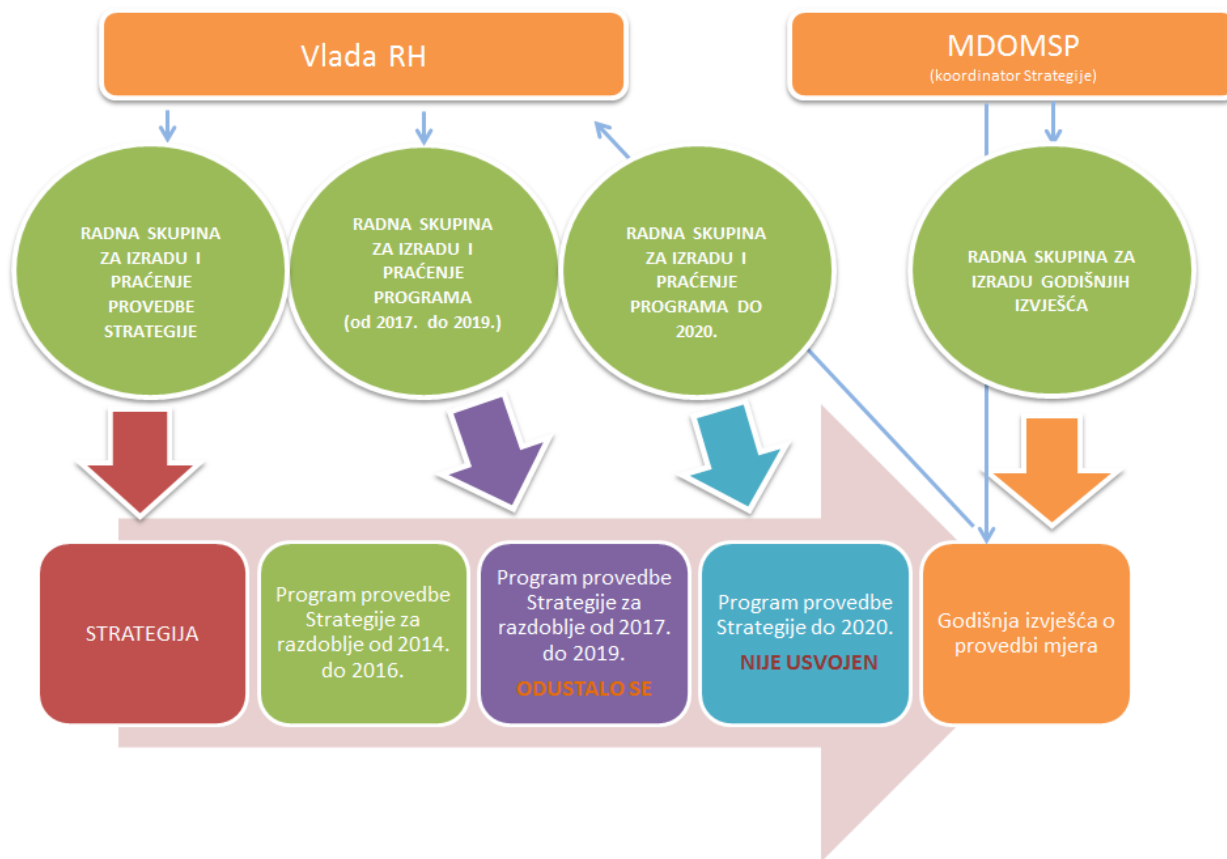 Vlada RH
MDOMSP
(koordinator Strategije)
RADNA SKUPINA
ZA IZRADU I
PRAĆENJE
PROVEDBE
STRATEGIJE
RADNA SKUPINA
ZA IZRADU I
PRAĆENJE
PROGRAMA
(od 2017. do 2019.)
RADNA SKUPINA
ZA IZRADU I
PRAĆENJE
PROGRAMA DO
2020.
RADNA SKUPINA ZA
IZRADU GODIŠNJIH
IZVJEŠĆA
STRATEGIJA
Program provedbe
Strategije za
razdoblje od 2014.
do 2016.
Program provedbe
Strategije za
razdoblje od 2017.
do 2019.
ODUSTALO SE
Program provedbe
Strategije do 2020.
NIJE USVOJEN
Godišnja izvješća o
provedbi mjera